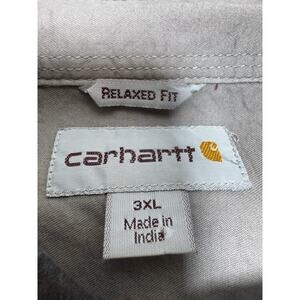 RELAXED FIT
carhartt
3XL
Made in
India